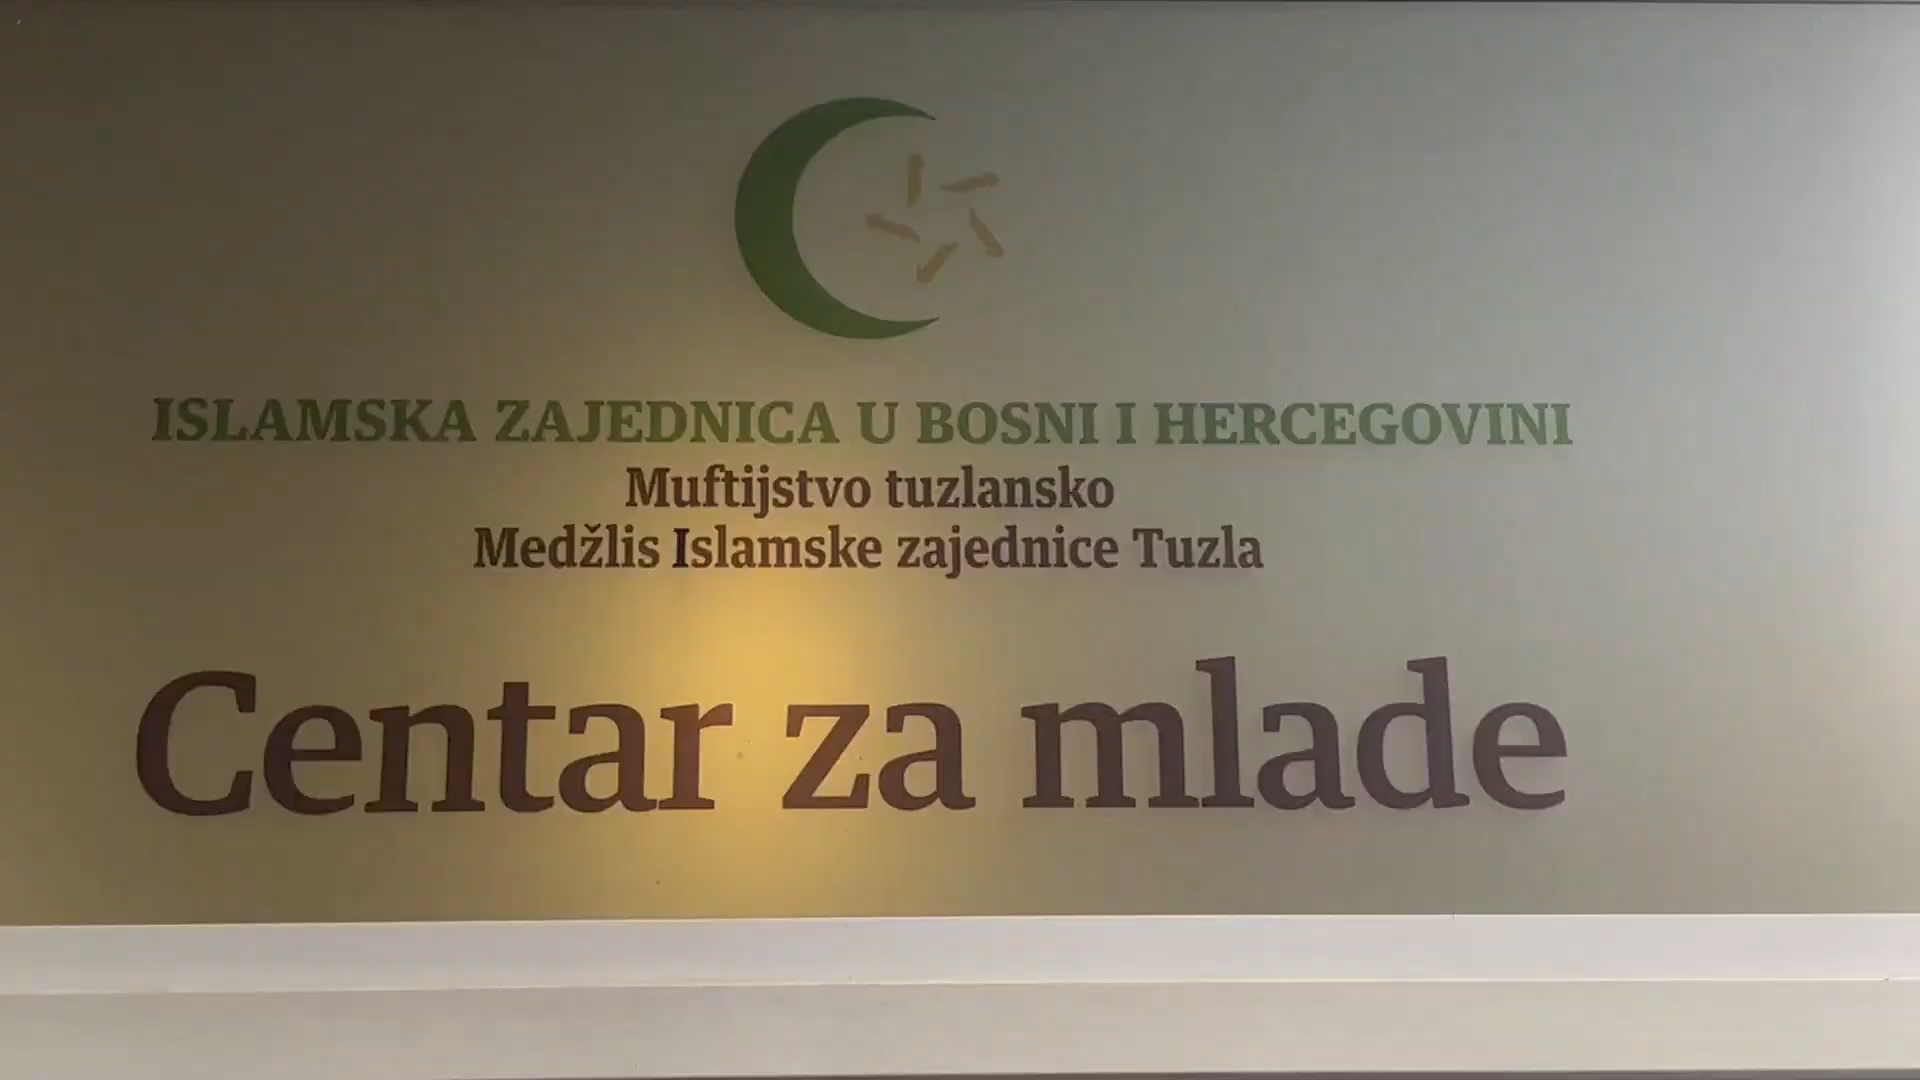 ISLAMSKA ZAJEDNICA U BOSNI I HERCEGOVINI
Muftijstvo tuzlansko
Medžlis Islamske zajednice Tuzla
Centar za mlade